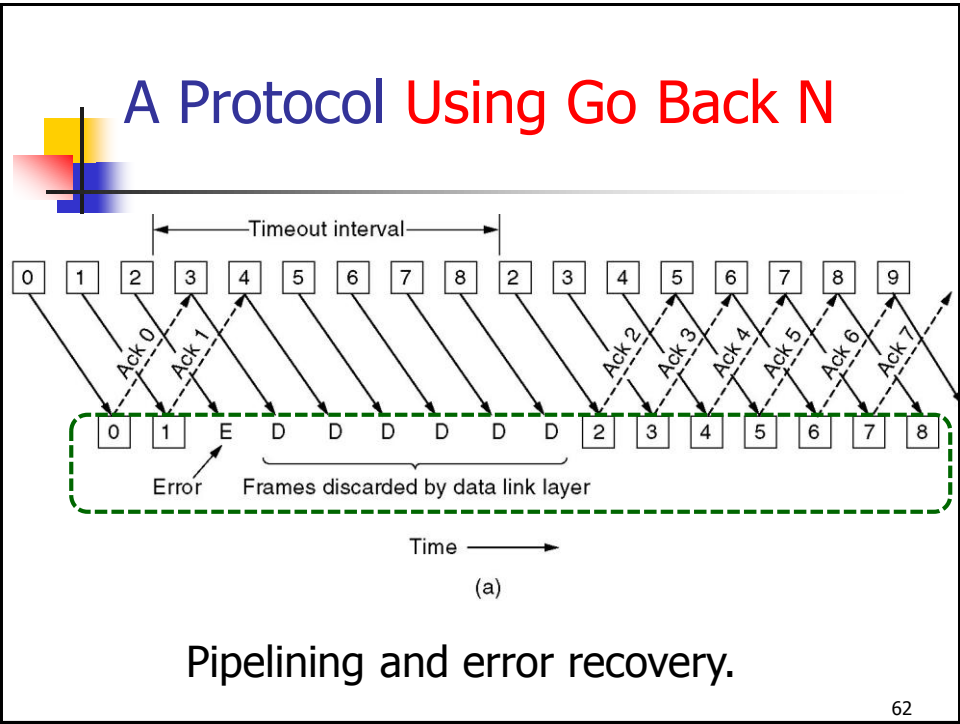 A Protocol Using Go Back N
Timeout interval
0 1 2 3 4 5 6 7 8 2 3 4 5 6 7 8 9
Ack 0 Ack 1 Ack 2 Ack 3 Ack 4 Ack 5 Ack 6 Ack 7
0 1 E D D D D D D 2 3 4 5 6 7 8
Error Frames discarded by data link layer
Time
(a)
Pipelining and error recovery.
62